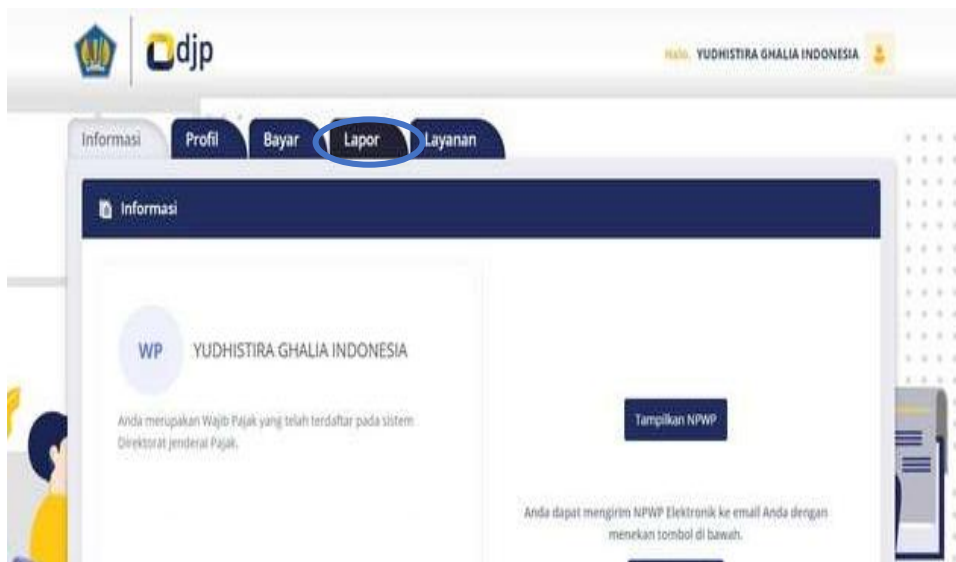 djp
Halo, YUDHISTIRA GHALIA INDONESIA
Informasi
Profil
Bayar
Lapor
Layanan
Informasi
WP
YUDHISTIRA GHALIA INDONESIA
Anda merupakan Wajib Pajak yang telah terdaftar pada sistem
Direktorat Jenderal Pajak.
Tampilkan NPWP
Anda dapat mengirim NPWP Elektronik ke email Anda dengan
menekan tombol di bawah.